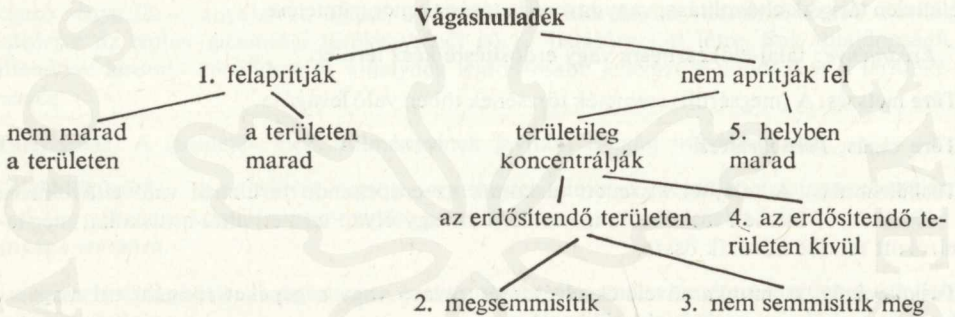 Vágáshulladék
1. felaprítják
nem aprítják fel
nem marad
a területen
a területen
marad
területileg
koncentrálják
5. helyben
marad
az erdősítendő területen
4. az erdősítendő te-
rületen kívül
2. megsemmisítik
3. nem semmisítik meg